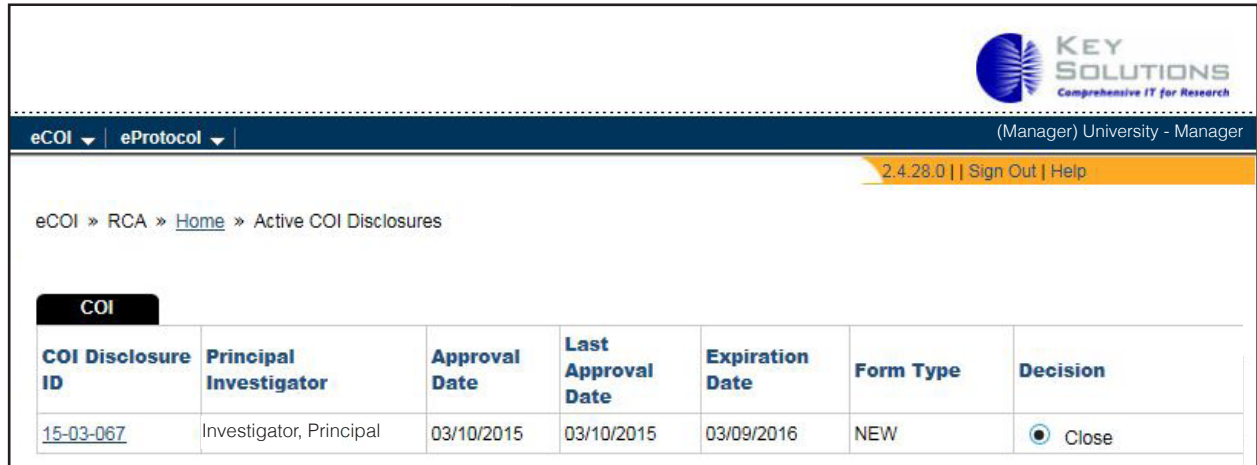 KEY
SOLUTIONS
Comprehensive IT for Research
eCOI | eProtocol |
(Manager) University - Manager
2.4.28.0 | | Sign Out | Help
eCOI » RCA » Home » Active COI Disclosures
COI
COI Disclosure ID Principal Investigator Approval Date Last Approval Date Expiration Date Form Type Decision
15-03-067 Investigator, Principal 03/10/2015 03/10/2015 03/09/2016 NEW Close